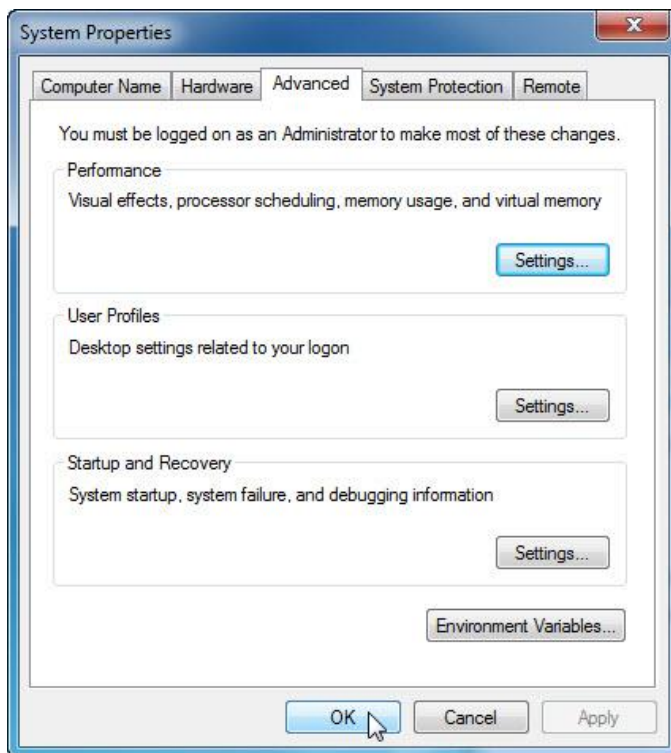 System Properties
Computer Name Hardware Advanced System Protection Remote
You must be logged on as an Administrator to make most of these changes.
Performance
Visual effects, processor scheduling, memory usage, and virtual memory
Settings...
User Profiles
Desktop settings related to your logon
Settings...
Startup and Recovery
System startup, system failure, and debugging information
Settings...
Environment Variables...
OK Cancel Apply